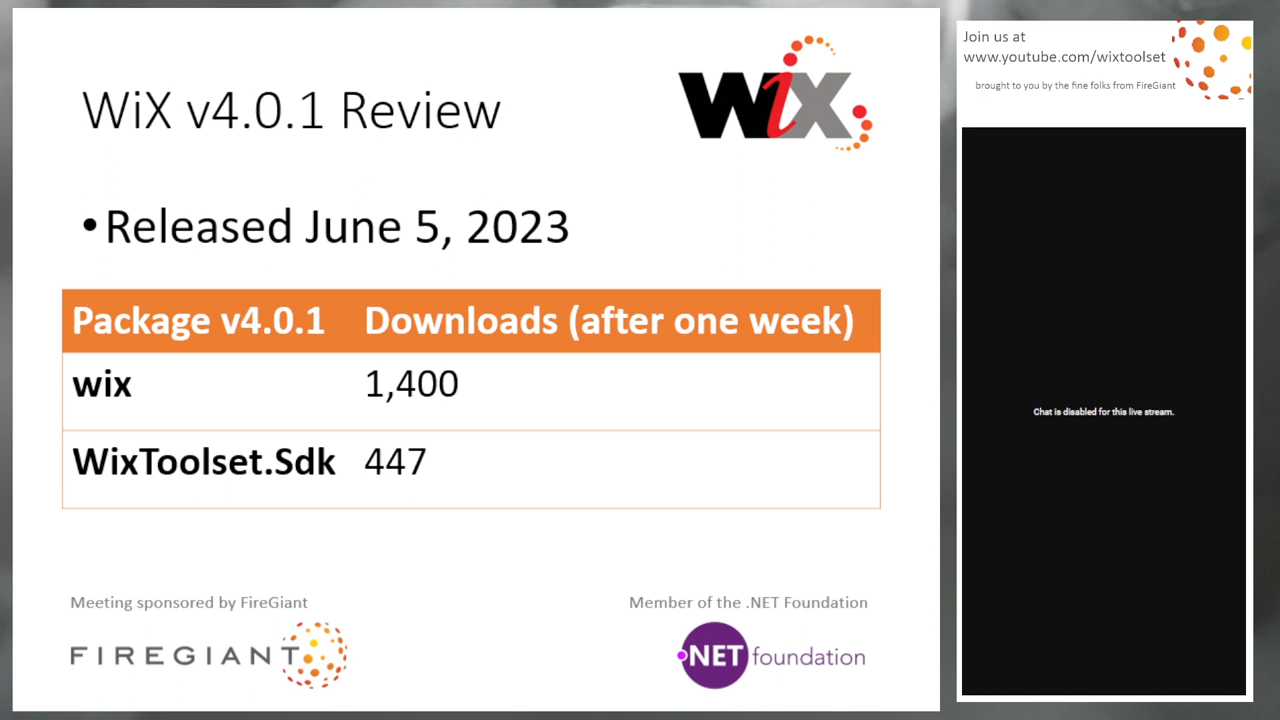 WiX v4.0.1 Review
WiX
•Released June 5, 2023
Package v4.0.1 Downloads (after one week)
wix 1,400
WixToolset.Sdk 447
Meeting sponsored by FireGiant
FIREGIANT
Member of the .NET Foundation
.NET foundation
Join us at
www.youtube.com/wixtoolset
brought to you by the fine folks from FireGiant
Chat is disabled for this live stream.